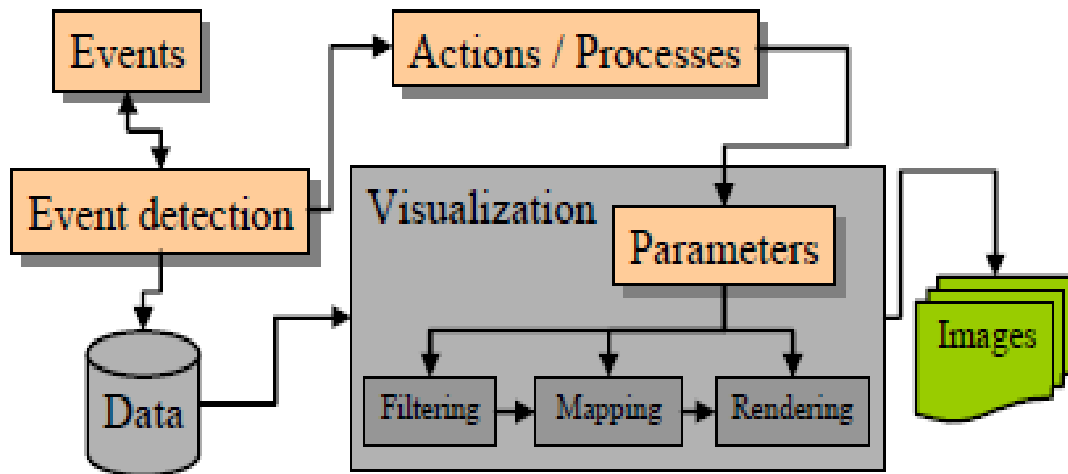 Events
Actions / Processes
Event detection
Visualization
Parameters
Images
Data
Filtering
Mapping
Rendering